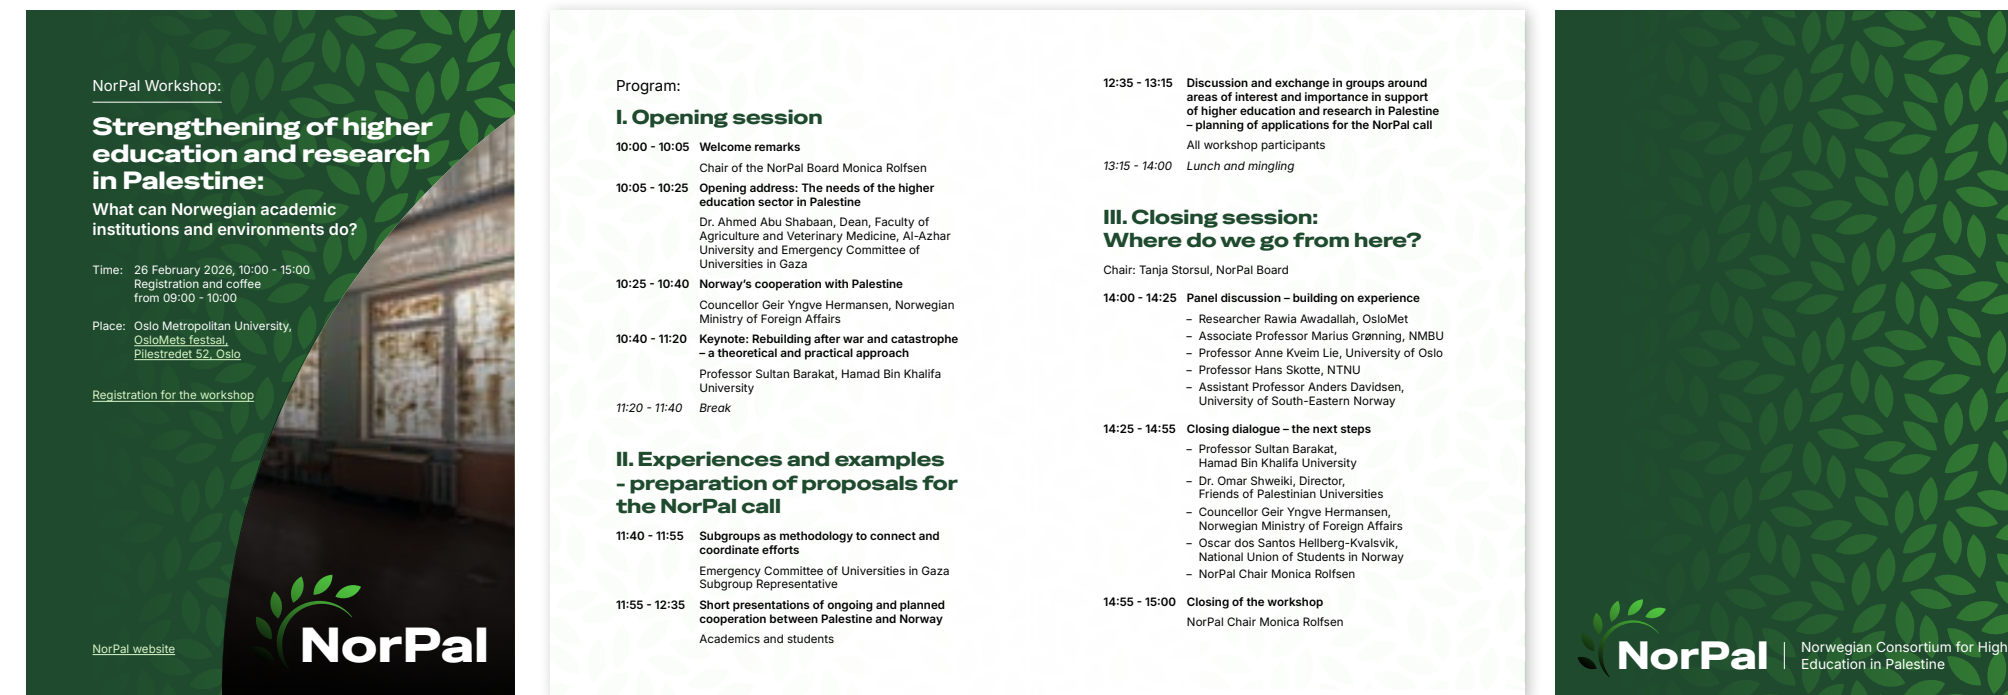 NorPal Workshop:
Strengthening of higher
education and research
in Palestine:
What can Norwegian academic
institutions and environments do?
Time: 26 February 2026, 10:00 - 15:00
Registration and coffee
from 09:00 - 10:00
Place: Oslo Metropolitan University,
OsloMets festsal,
Pilestredet 52, Oslo
Registration for the workshop
NorPal website
NorPal
Program:
I. Opening session
10:00 - 10:05 Welcome remarks
Chair of the NorPal Board Monica Rolfsen
10:05 - 10:25 Opening address: The needs of the higher
education sector in Palestine
Dr. Ahmed Abu Shabaan, Dean, Faculty of
Agriculture and Veterinary Medicine, Al-Azhar
University and Emergency Committee of
Universities in Gaza
10:25 - 10:40 Norway’s cooperation with Palestine
Councellor Geir Yngve Hermansen, Norwegian
Ministry of Foreign Affairs
10:40 - 11:20 Keynote: Rebuilding after war and catastrophe
– a theoretical and practical approach
Professor Sultan Barakat, Hamad Bin Khalifa
University
11:20 - 11:40 Break
II. Experiences and examples
- preparation of proposals for
the NorPal call
11:40 - 11:55 Subgroups as methodology to connect and
coordinate efforts
Emergency Committee of Universities in Gaza
Subgroup Representative
11:55 - 12:35 Short presentations of ongoing and planned
cooperation between Palestine and Norway
Academics and students
12:35 - 13:15 Discussion and exchange in groups around
areas of interest and importance in support
of higher education and research in Palestine
– planning of applications for the NorPal call
All workshop participants
13:15 - 14:00 Lunch and mingling
III. Closing session:
Where do we go from here?
Chair: Tanja Storsul, NorPal Board
14:00 - 14:25 Panel discussion – building on experience
– Researcher Rawia Awadallah, OsloMet
– Associate Professor Marius Grønning, NMBU
– Professor Anne Kveim Lie, University of Oslo
– Professor Hans Skotte, NTNU
– Assistant Professor Anders Davidsen,
University of South-Eastern Norway
14:25 - 14:55 Closing dialogue – the next steps
– Professor Sultan Barakat,
Hamad Bin Khalifa University
– Dr. Omar Shweiki, Director,
Friends of Palestinian Universities
– Councellor Geir Yngve Hermansen,
Norwegian Ministry of Foreign Affairs
– Oscar dos Santos Hellberg-Kvalsvik,
National Union of Students in Norway
– NorPal Chair Monica Rolfsen
14:55 - 15:00 Closing of the workshop
NorPal Chair Monica Rolfsen
NorPal
Norwegian Consortium for High
Education in Palestine